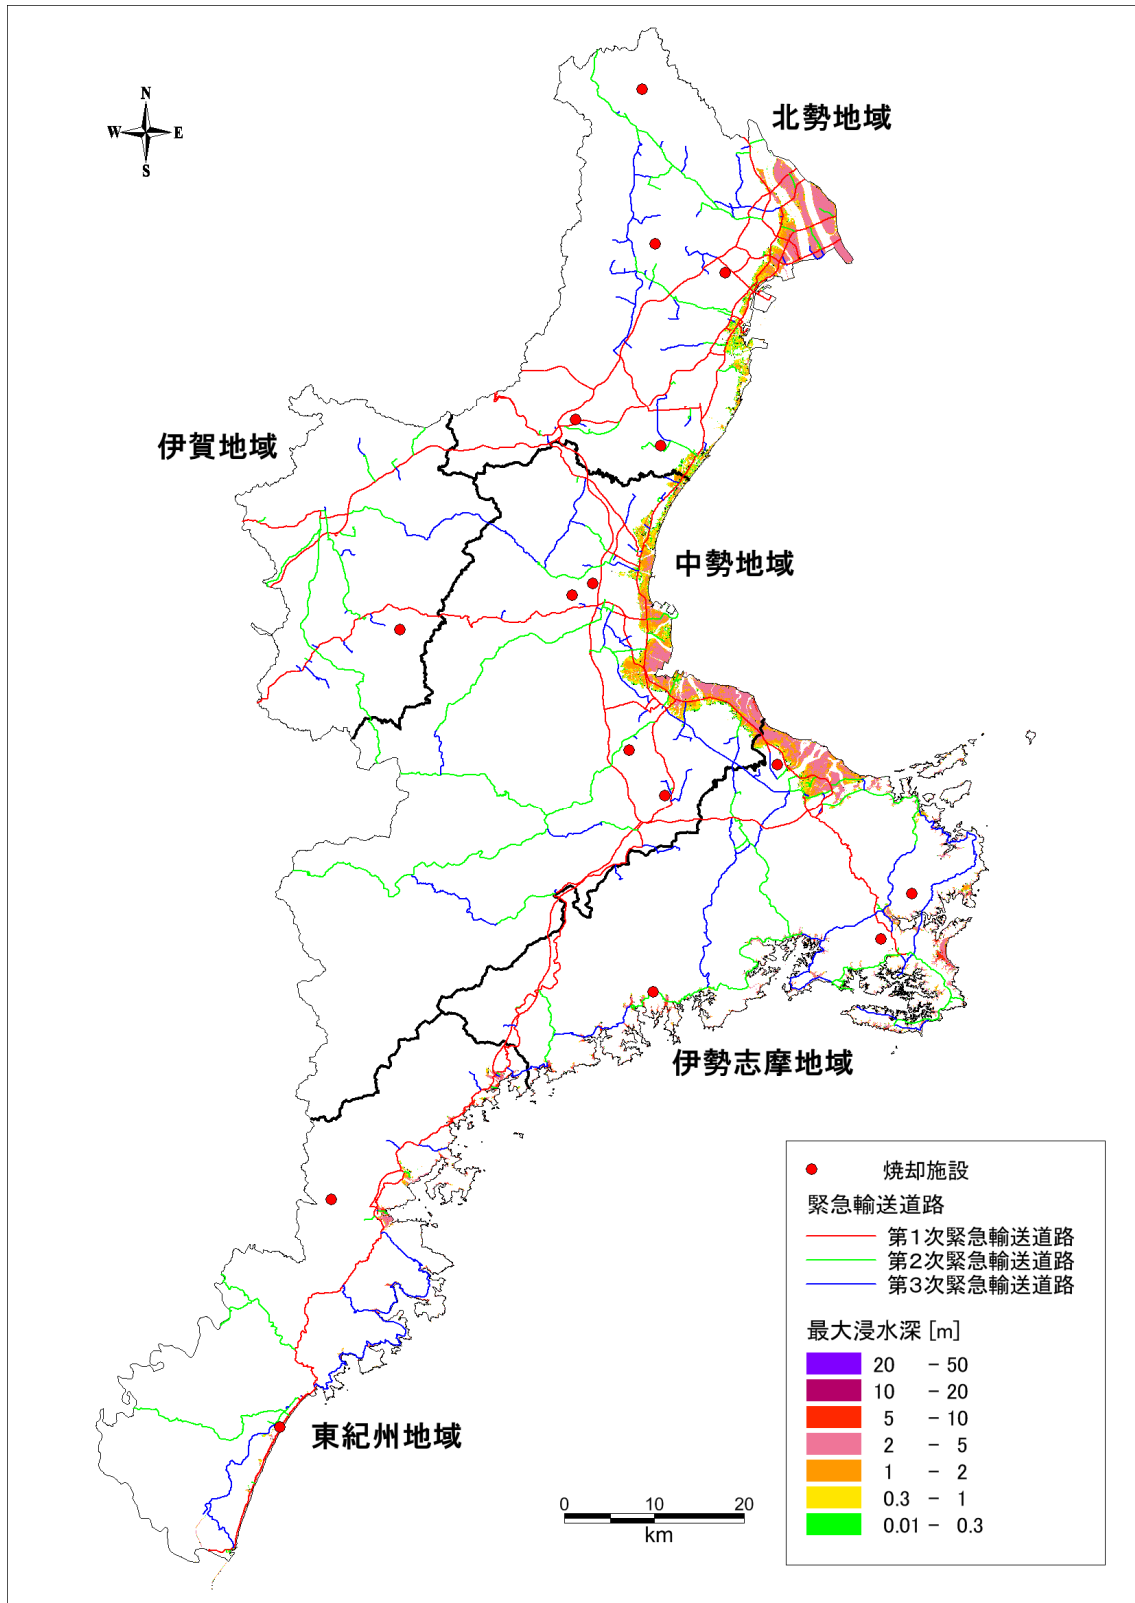 N
W E
S
北勢地域
伊賀地域
中勢地域
伊勢志摩地域
東紀州地域
焼却施設
緊急輸送道路
第1次緊急輸送道路
第2次緊急輸送道路
第3次緊急輸送道路
最大浸水深 [m]
20 - 50
10 - 20
5 - 10
2 - 5
1 - 2
0.3 - 1
0.01 - 0.3
0 10 20
km